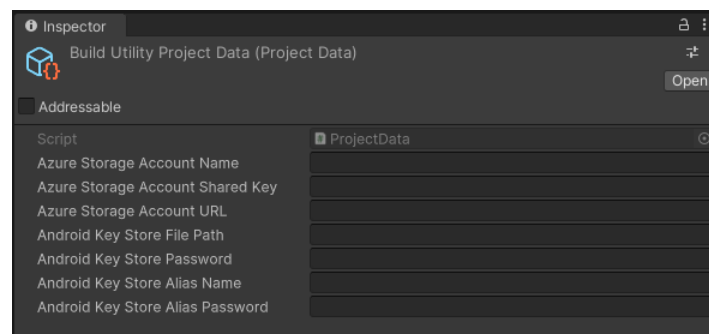 Inspector
Build Utility Project Data (Project Data)
Open
Addressable
Script ProjectData
Azure Storage Account Name
Azure Storage Account Shared Key
Azure Storage Account URL
Android Key Store File Path
Android Key Store Password
Android Key Store Alias Name
Android Key Store Alias Password